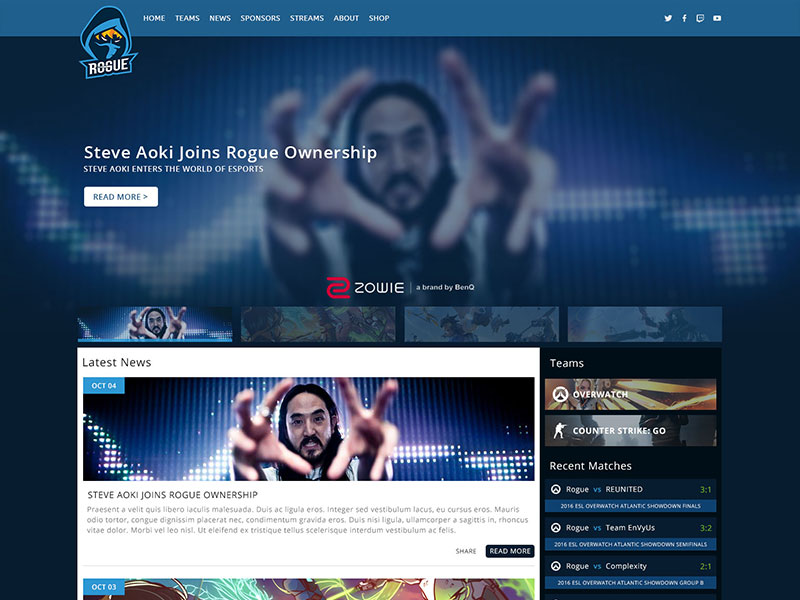 HOME TEAMS NEWS SPONSORS STREAMS ABOUT SHOP
ROGUE
Steve Aoki Joins Rogue Ownership
STEVE AOKI ENTERS THE WORLD OF ESPORTS
READ MORE >
ZOWIE | a brand by BenQ
Latest News
OCT 04
STEVE AOKI JOINS ROGUE OWNERSHIP
Praesent a velit quis libero iaculis malesuada. Duis ac ligula eros. Integer sed vestibulum lacus, eu cursus eros. Mauris
odio tortor, congue dignissim placerat nec, condimentum gravida eros. Duis nisi ligula, ullamcorper a sagittis in, rhoncus
vitae dolor. Morbi vel leo nisl. Ut eleifend ex tristique tellus scelerisque interdum vestibulum ac felis.
SHARE READ MORE
OCT 03
Teams
OVERWATCH
COUNTER STRIKE: GO
Recent Matches
Rogue vs REUNITED 3:1
2016 ESL OVERWATCH ATLANTIC SHOWDOWN FINALS
Rogue vs Team EnVyUs 3:2
2016 ESL OVERWATCH ATLANTIC SHOWDOWN SEMIFINALS
Rogue vs Complexity 2:1
2016 ESL OVERWATCH ATLANTIC SHOWDOWN GROUP B